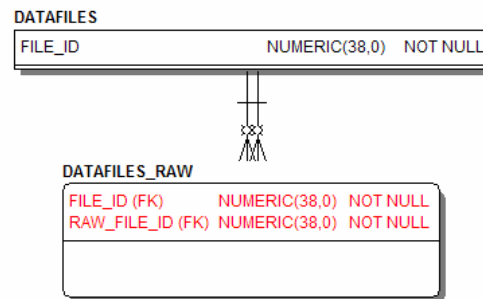 DATAFILES
FILE_ID NUMERIC(38,0) NOT NULL
DATAFILES_RAW
FILE_ID (FK) NUMERIC(38,0) NOT NULL
RAW_FILE_ID (FK) NUMERIC(38,0) NOT NULL